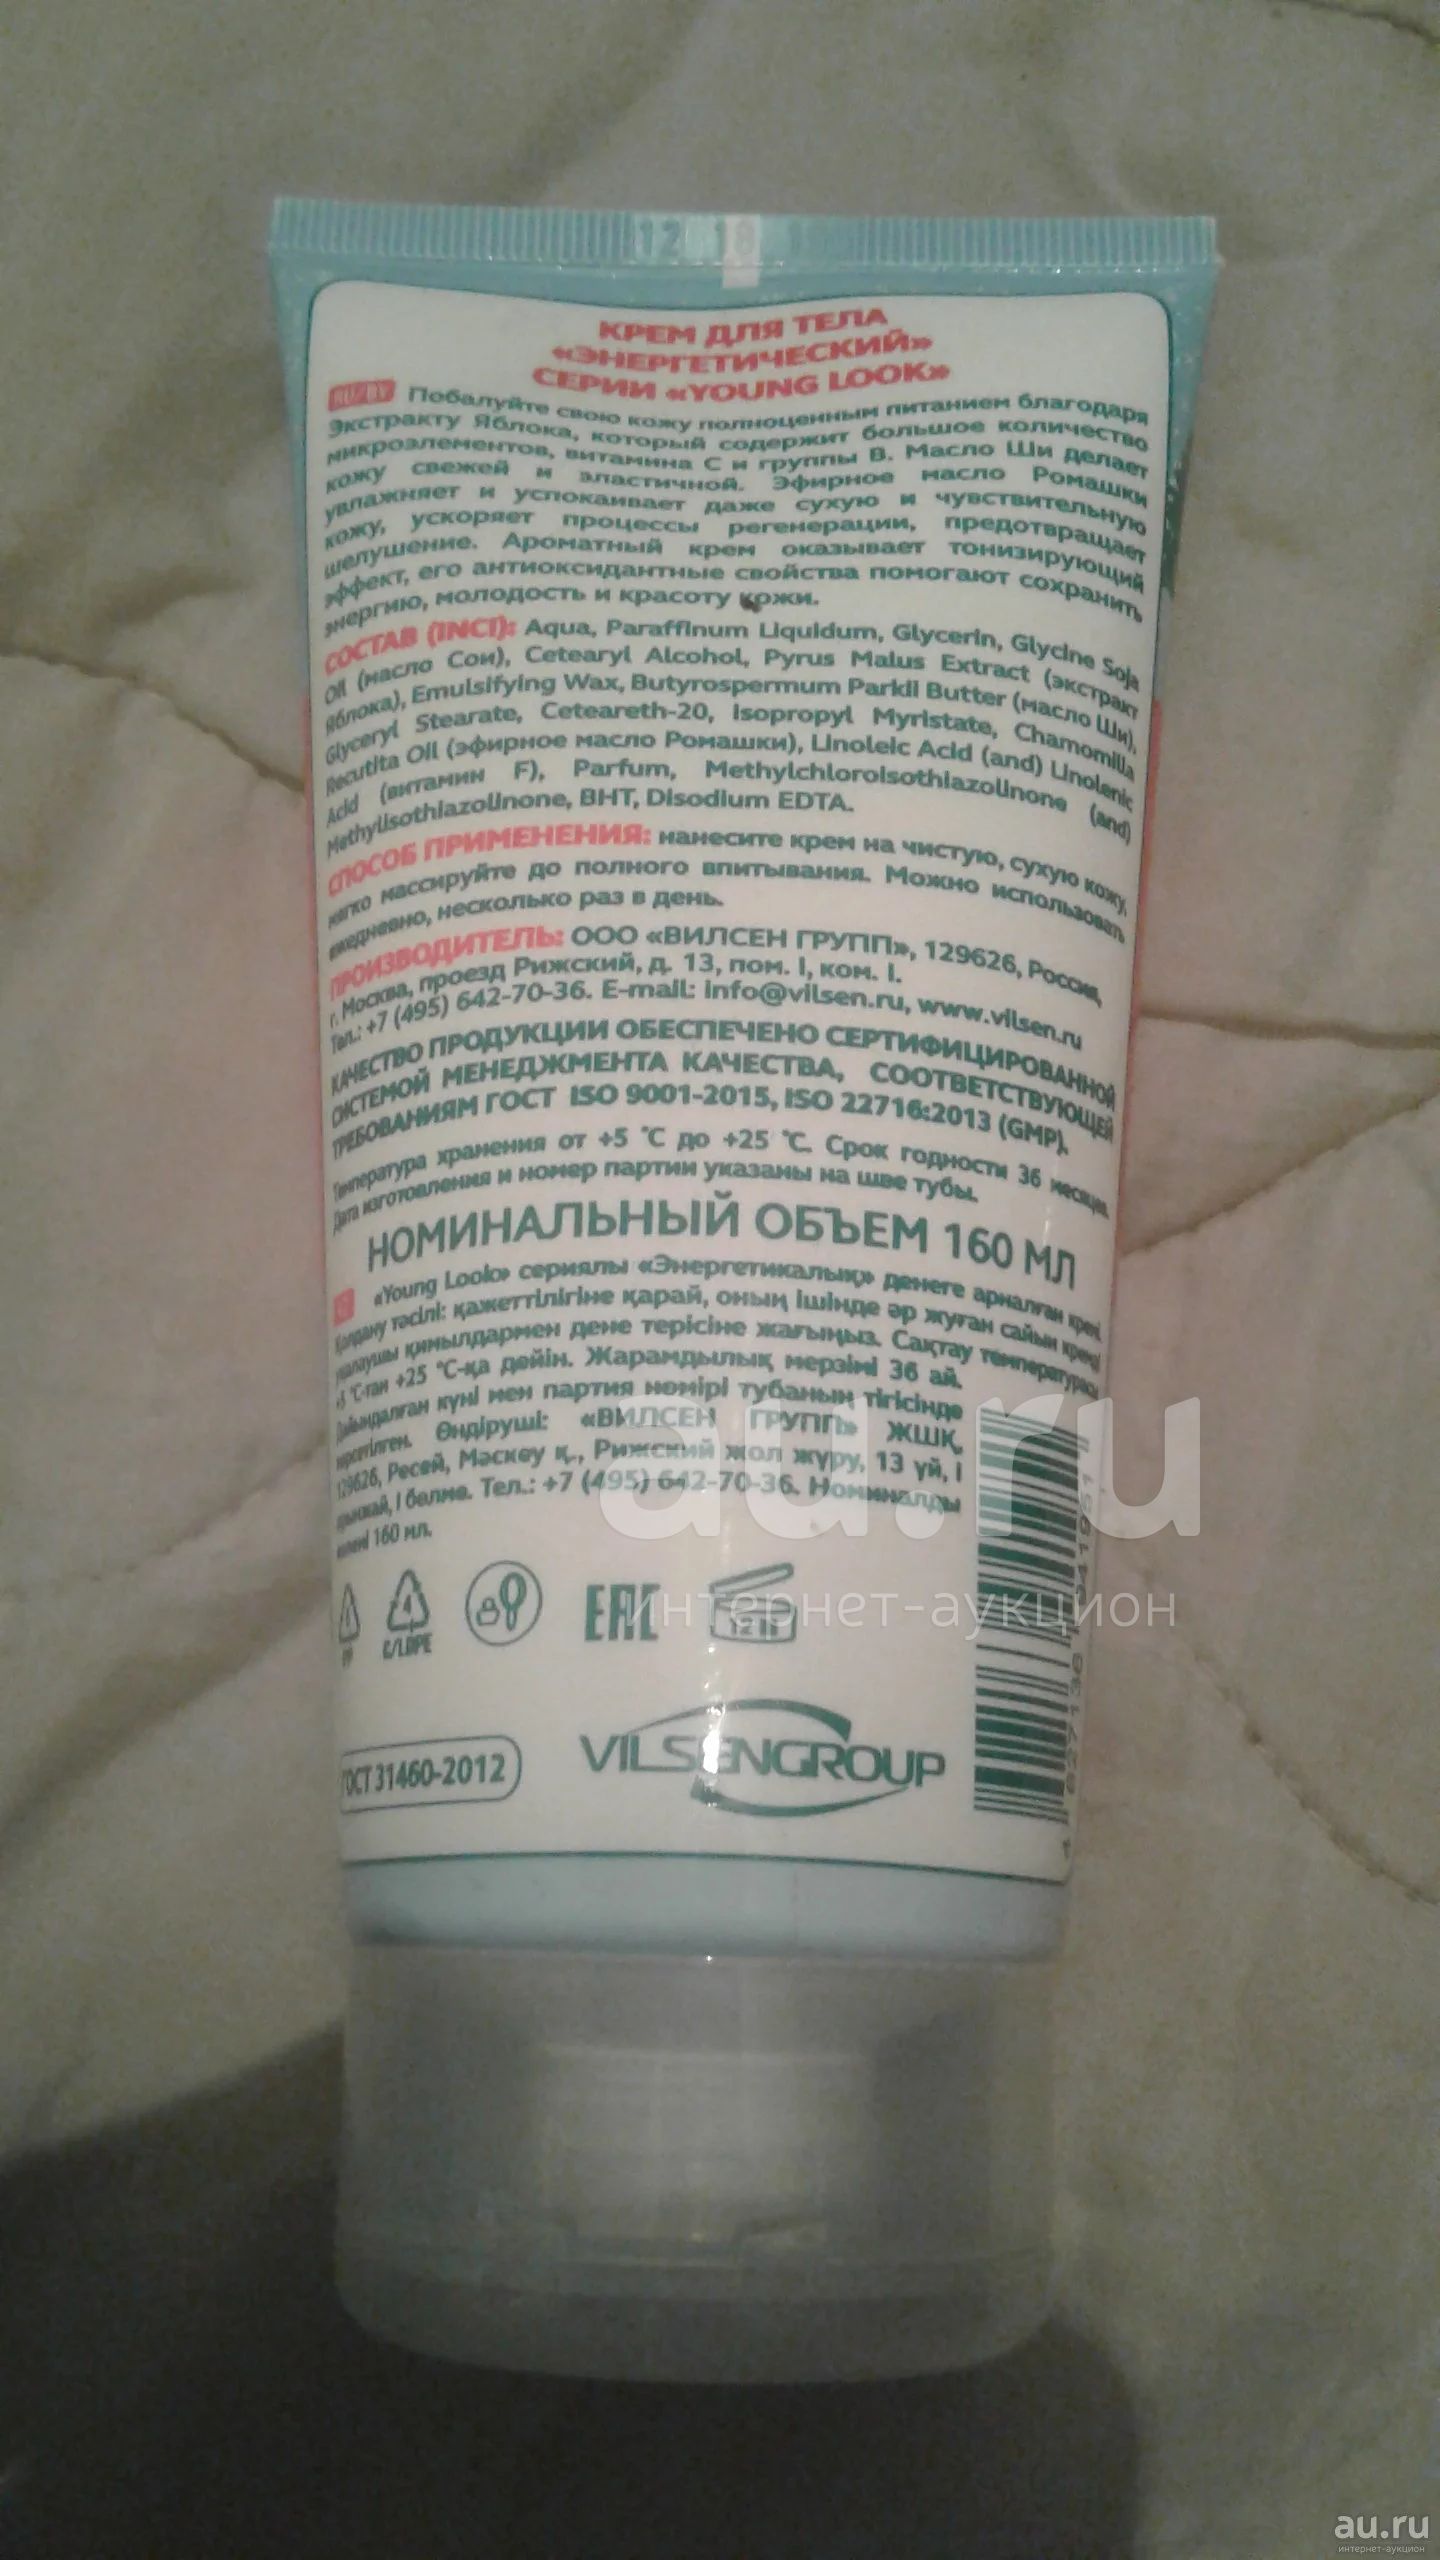 12 18
КРЕМ ДЛЯ ТЕЛА
«ЭНЕРГЕТИЧЕСКИЙ»
СЕРИИ «YOUNG LOOK»
RU/BY Побалуйте свою кожу полноценным питанием благодаря
Экстракту Яблока, который содержит большое количество
микроэлементов, витамина С и группы В. Масло Ши делает
кожу свежей и эластичной. Эфирное масло Ромашки
увлажняет и успокаивает даже сухую и чувствительную
кожу, ускоряет процессы регенерации, предотвращает
шелушение. Ароматный крем оказывает тонизирующий
эффект, его антиоксидантные свойства помогают сохранить
энергию, молодость и красоту кожи.
СОСТАВ (INCI): Aqua, Paraffinum Liquidum, Glycerin, Glycine Soja
Oil (масло Сои), Cetearyl Alcohol, Pyrus Malus Extract (экстракт
Яблока), Emulsifying Wax, Butyrospermum Parkii Butter (масло Ши),
Glyceryl Stearate, Ceteareth-20, Isopropyl Myristate, Chamomilla
Recutita Oil (эфирное масло Ромашки), Linoleic Acid (and) Linolenic
Acid (витамин F), Parfum, Methylchloroisothiazolinone (and)
Methylisothiazolinone, BHT, Disodium EDTA.
СПОСОБ ПРИМЕНЕНИЯ: нанесите крем на чистую, сухую кожу,
мягко массируйте до полного впитывания. Можно использовать
ежедневно, несколько раз в день.
ПРОИЗВОДИТЕЛЬ: ООО «ВИЛСЕН ГРУПП», 129626, Россия,
г. Москва, проезд Рижский, д. 13, пом. I, ком. I.
Тел.: +7 (495) 642-70-36. E-mail: info@vilsen.ru, www.vilsen.ru
КАЧЕСТВО ПРОДУКЦИИ ОБЕСПЕЧЕНО СЕРТИФИЦИРОВАННОЙ
СИСТЕМОЙ МЕНЕДЖМЕНТА КАЧЕСТВА, СООТВЕТСТВУЮЩЕЙ
ТРЕБОВАНИЯМ ГОСТ ISO 9001-2015, ISO 22716:2013 (GMP).
Температура хранения от +5 °С до +25 °С. Срок годности 36 месяцев.
Дата изготовления и номер партии указаны на шве тубы.
НОМИНАЛЬНЫЙ ОБЪЕМ 160 МЛ
«Young Look» сериялы «Энергетикалық» денеге арналған крем.
Қолдану тәсілі: қажеттілігіне қарай, оның ішінде әр жуған сайын кремді
уқалаушы қимылдармен дене терісіне жағыңыз. Сақтау температурасы
+5 °С-тан +25 °С-қа дейін. Жарамдылық мерзімі 36 ай.
Дайындалған күні мен партия нөмірі тубаның тігісінде
көрсетілген. Өндіруші: «ВИЛСЕН ГРУПП» ЖШҚ,
129626, Ресей, Мәскеу қ., Рижский жол жүру, 13 үй, I
I бөлме. Тел.: +7 (495) 642-70-36. Номиналды
160 мл.
au.ru
интернет-аукцион
PP
4
C/LDPE
EAC
12 M
ГОСТ 31460-2012
VILSENGROUP
au.ru
интернет-аукцион